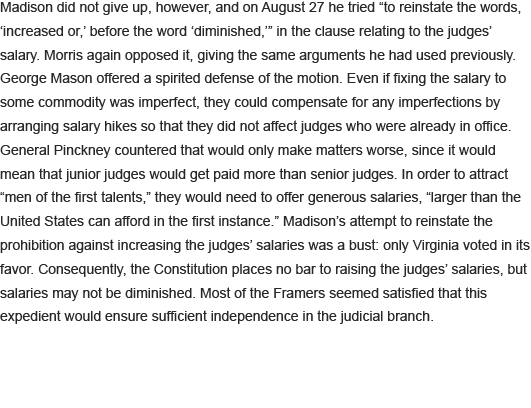 Madison did not give up, however, and on August 27 he tried “to reinstate the words,
‘increased or,’ before the word ‘diminished,’” in the clause relating to the judges’
salary. Morris again opposed it, giving the same arguments he had used previously.
George Mason offered a spirited defense of the motion. Even if fixing the salary to
some commodity was imperfect, they could compensate for any imperfections by
arranging salary hikes so that they did not affect judges who were already in office.
General Pinckney countered that would only make matters worse, since it would
mean that junior judges would get paid more than senior judges. In order to attract
“men of the first talents,” they would need to offer generous salaries, “larger than the
United States can afford in the first instance.” Madison’s attempt to reinstate the
prohibition against increasing the judges’ salaries was a bust: only Virginia voted in its
favor. Consequently, the Constitution places no bar to raising the judges’ salaries, but
salaries may not be diminished. Most of the Framers seemed satisfied that this
expedient would ensure sufficient independence in the judicial branch.